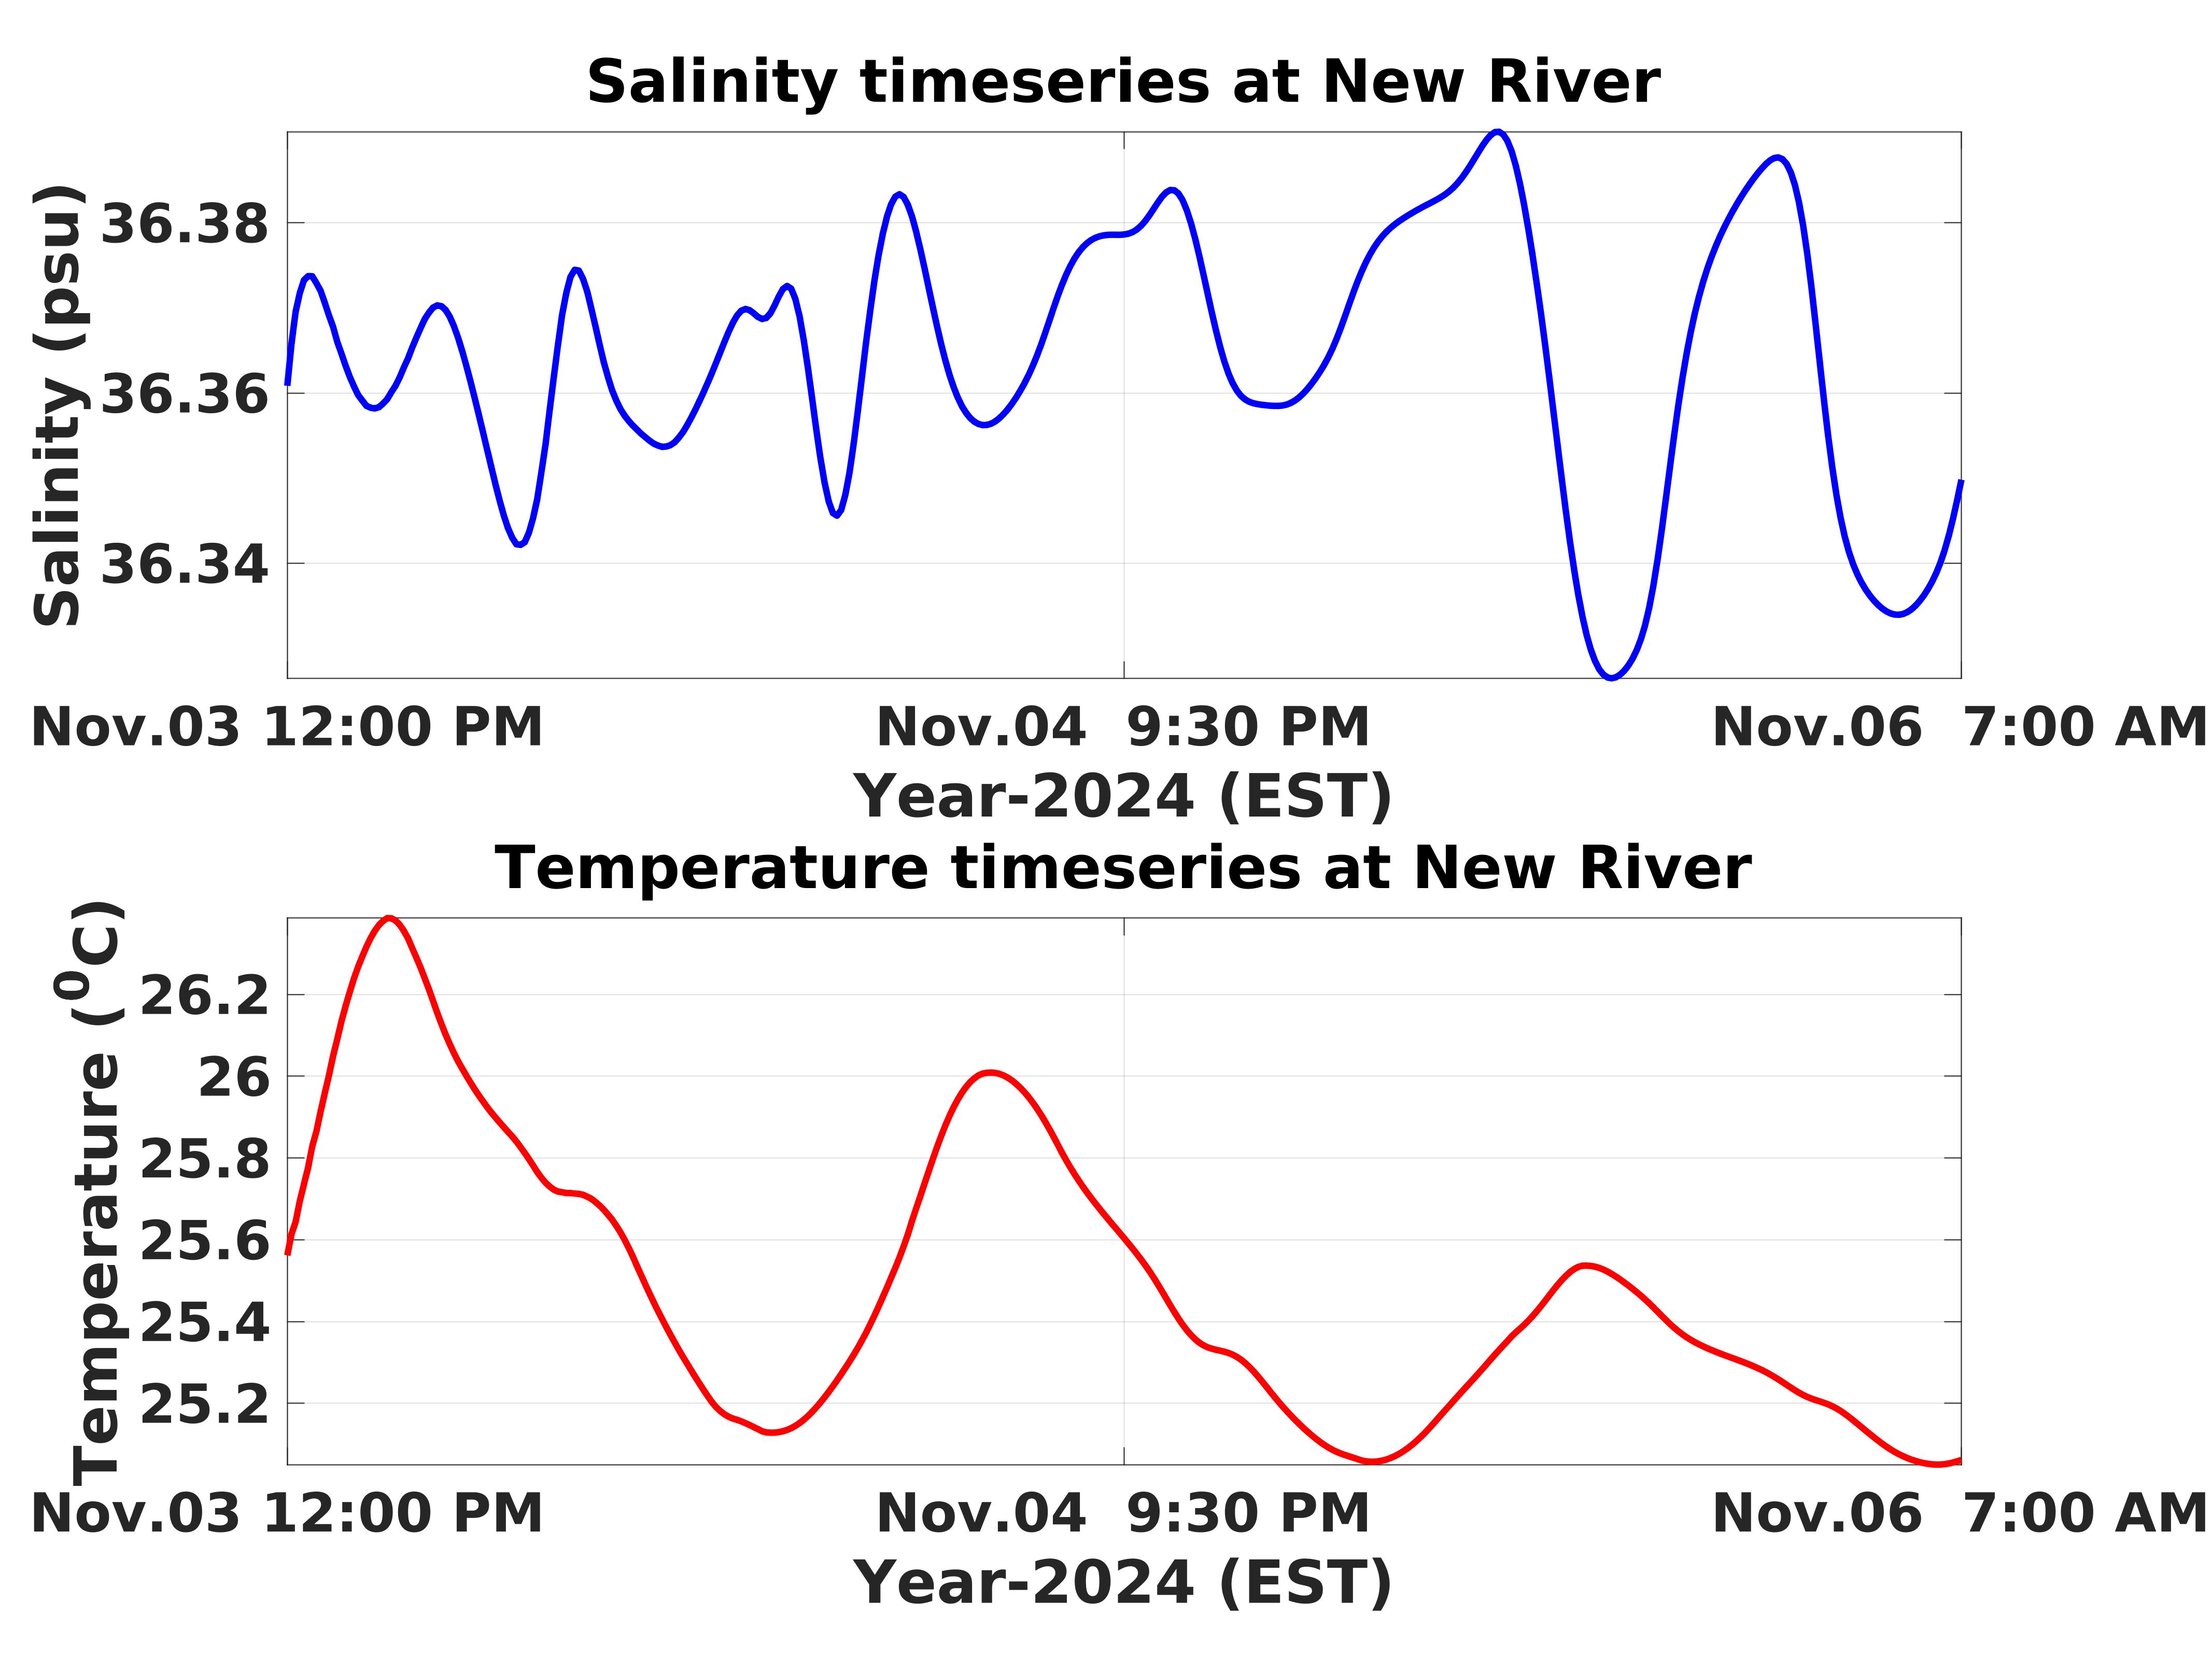 Salinity timeseries at New River
Salinity (psu)
36.38
36.36
36.34
Nov.03 12:00 PM Nov.04  9:30 PM Nov.06  7:00 AM
Year-2024 (EST)
Temperature timeseries at New River
Temperature (⁰C)
26.2
26
25.8
25.6
25.4
25.2
Nov.03 12:00 PM Nov.04  9:30 PM Nov.06  7:00 AM
Year-2024 (EST)